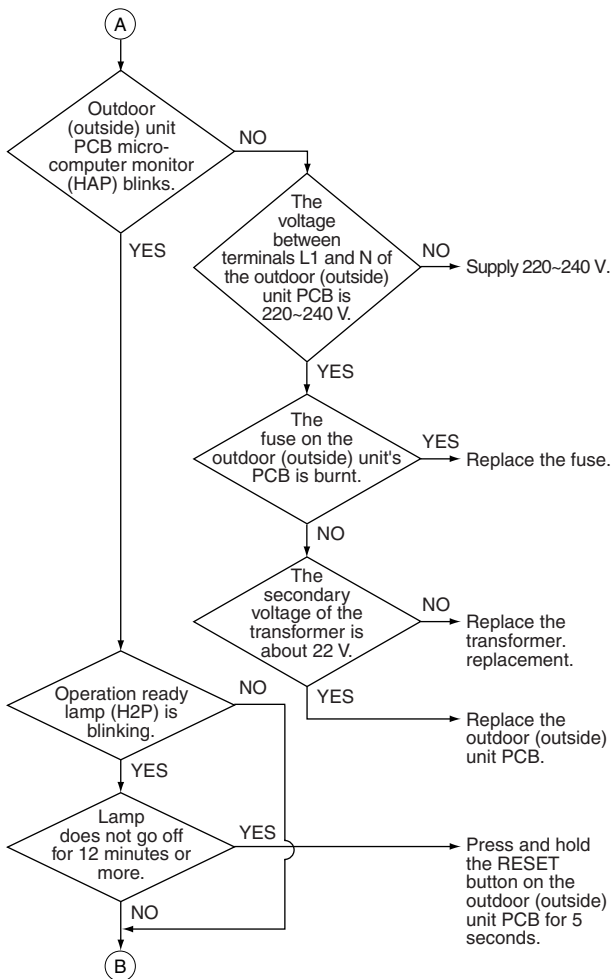 A
Outdoor
(outside) unit
PCB micro-
computer monitor
(HAP) blinks.
NO
YES
The
voltage
between
terminals L1 and N of
the outdoor (outside)
unit PCB is
220~240 V.
NO
Supply 220~240 V.
YES
The
fuse on the
outdoor (outside) unit's
PCB is burnt.
YES
Replace the fuse.
NO
The
secondary
voltage of the
transformer is
about 22 V.
NO
Replace the
transformer.
replacement.
YES
Replace the
outdoor (outside)
unit PCB.
Operation ready
lamp (H2P) is
blinking.
NO
YES
Lamp
does not go off
for 12 minutes or
more.
YES
Press and hold
the RESET
button on the
outdoor (outside)
unit PCB for 5
seconds.
NO
B